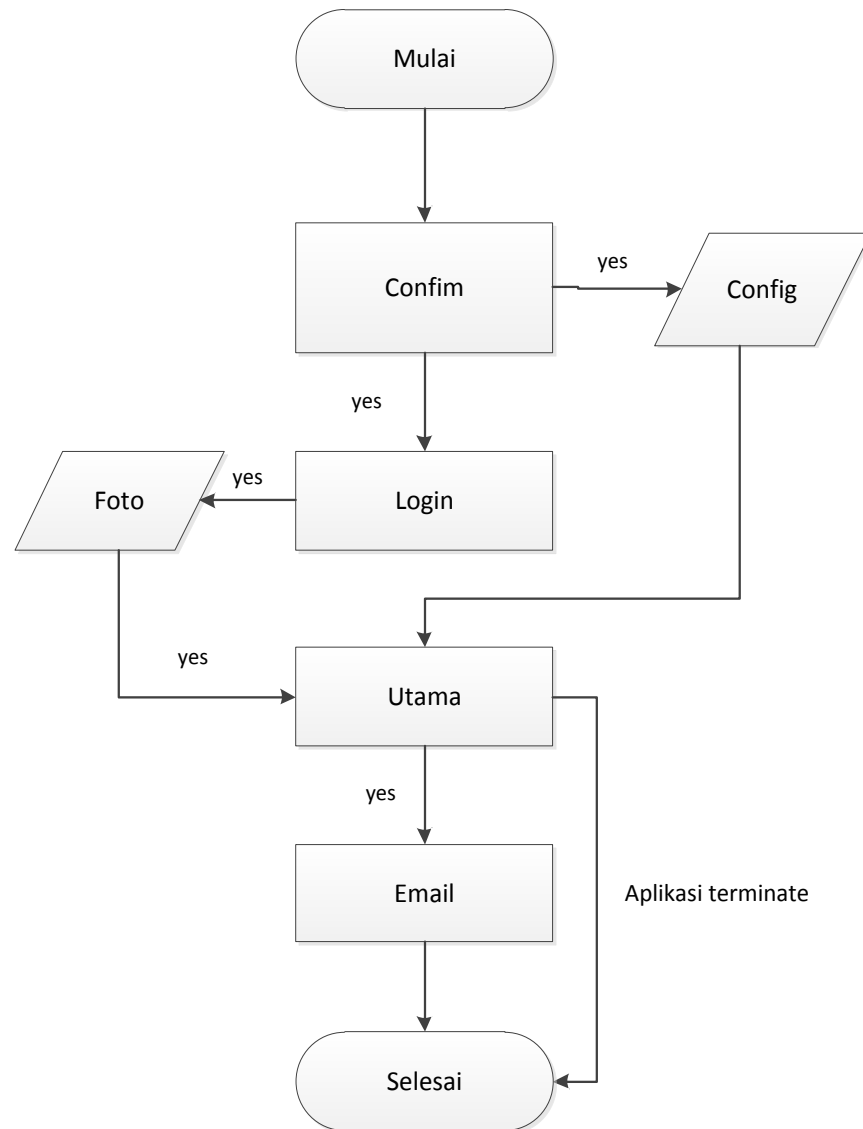 Mulai
Confim
yes
Config
yes
Foto
yes
Login
yes
Utama
yes
Email
Aplikasi terminate
Selesai